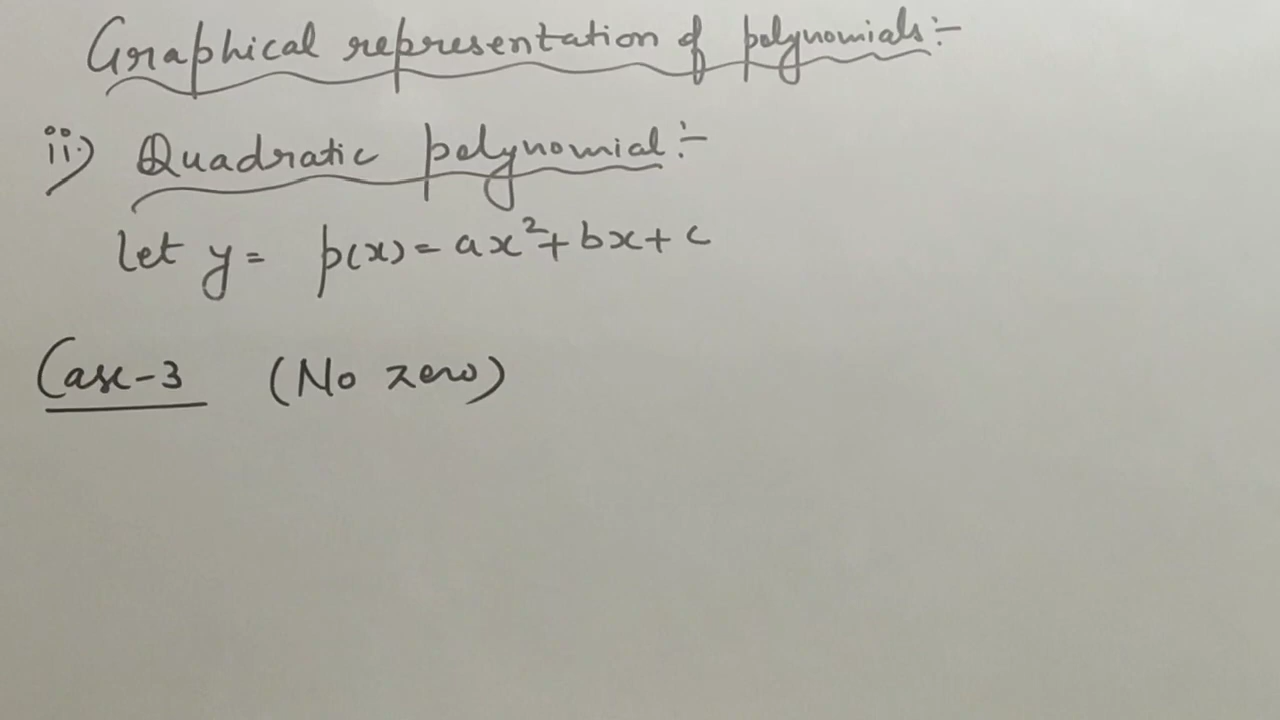 Graphical representation of polynomials:-
ii) Quadratic polynomial:-
Let y = p(x) = ax²+bx+c
Case-3 (No zero)